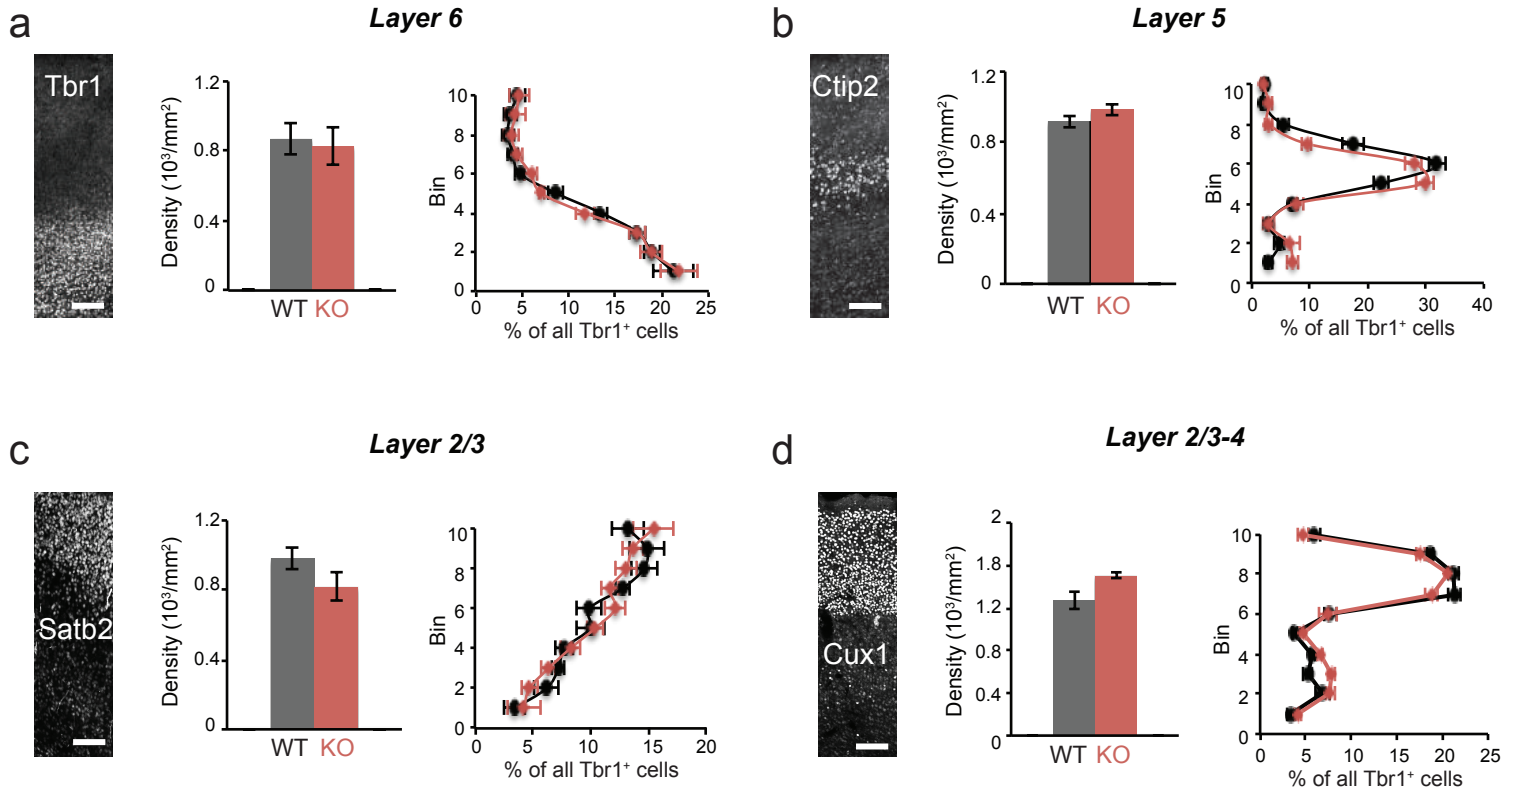 a
Layer 6
Tbr1
Density (10³/mm²)
1.2
0.8
0.4
0
WT KO
Bin
10
8
6
4
2
0
0 5 10 15 20 25
% of all Tbr1⁺ cells
b
Layer 5
Ctip2
Density (10³/mm²)
1.2
0.8
0.4
0
WT KO
Bin
10
8
6
4
2
0
0 10 20 30 40
% of all Tbr1⁺ cells
c
Layer 2/3
Satb2
Density (10³/mm²)
1.2
0.8
0.4
0
WT KO
Bin
10
8
6
4
2
0
0 5 10 15 20
% of all Tbr1⁺ cells
d
Layer 2/3-4
Cux1
Density (10³/mm²)
2
1.8
1.2
0.8
0.4
0
WT KO
Bin
10
8
6
4
2
0
0 5 10 15 20 25
% of all Tbr1⁺ cells